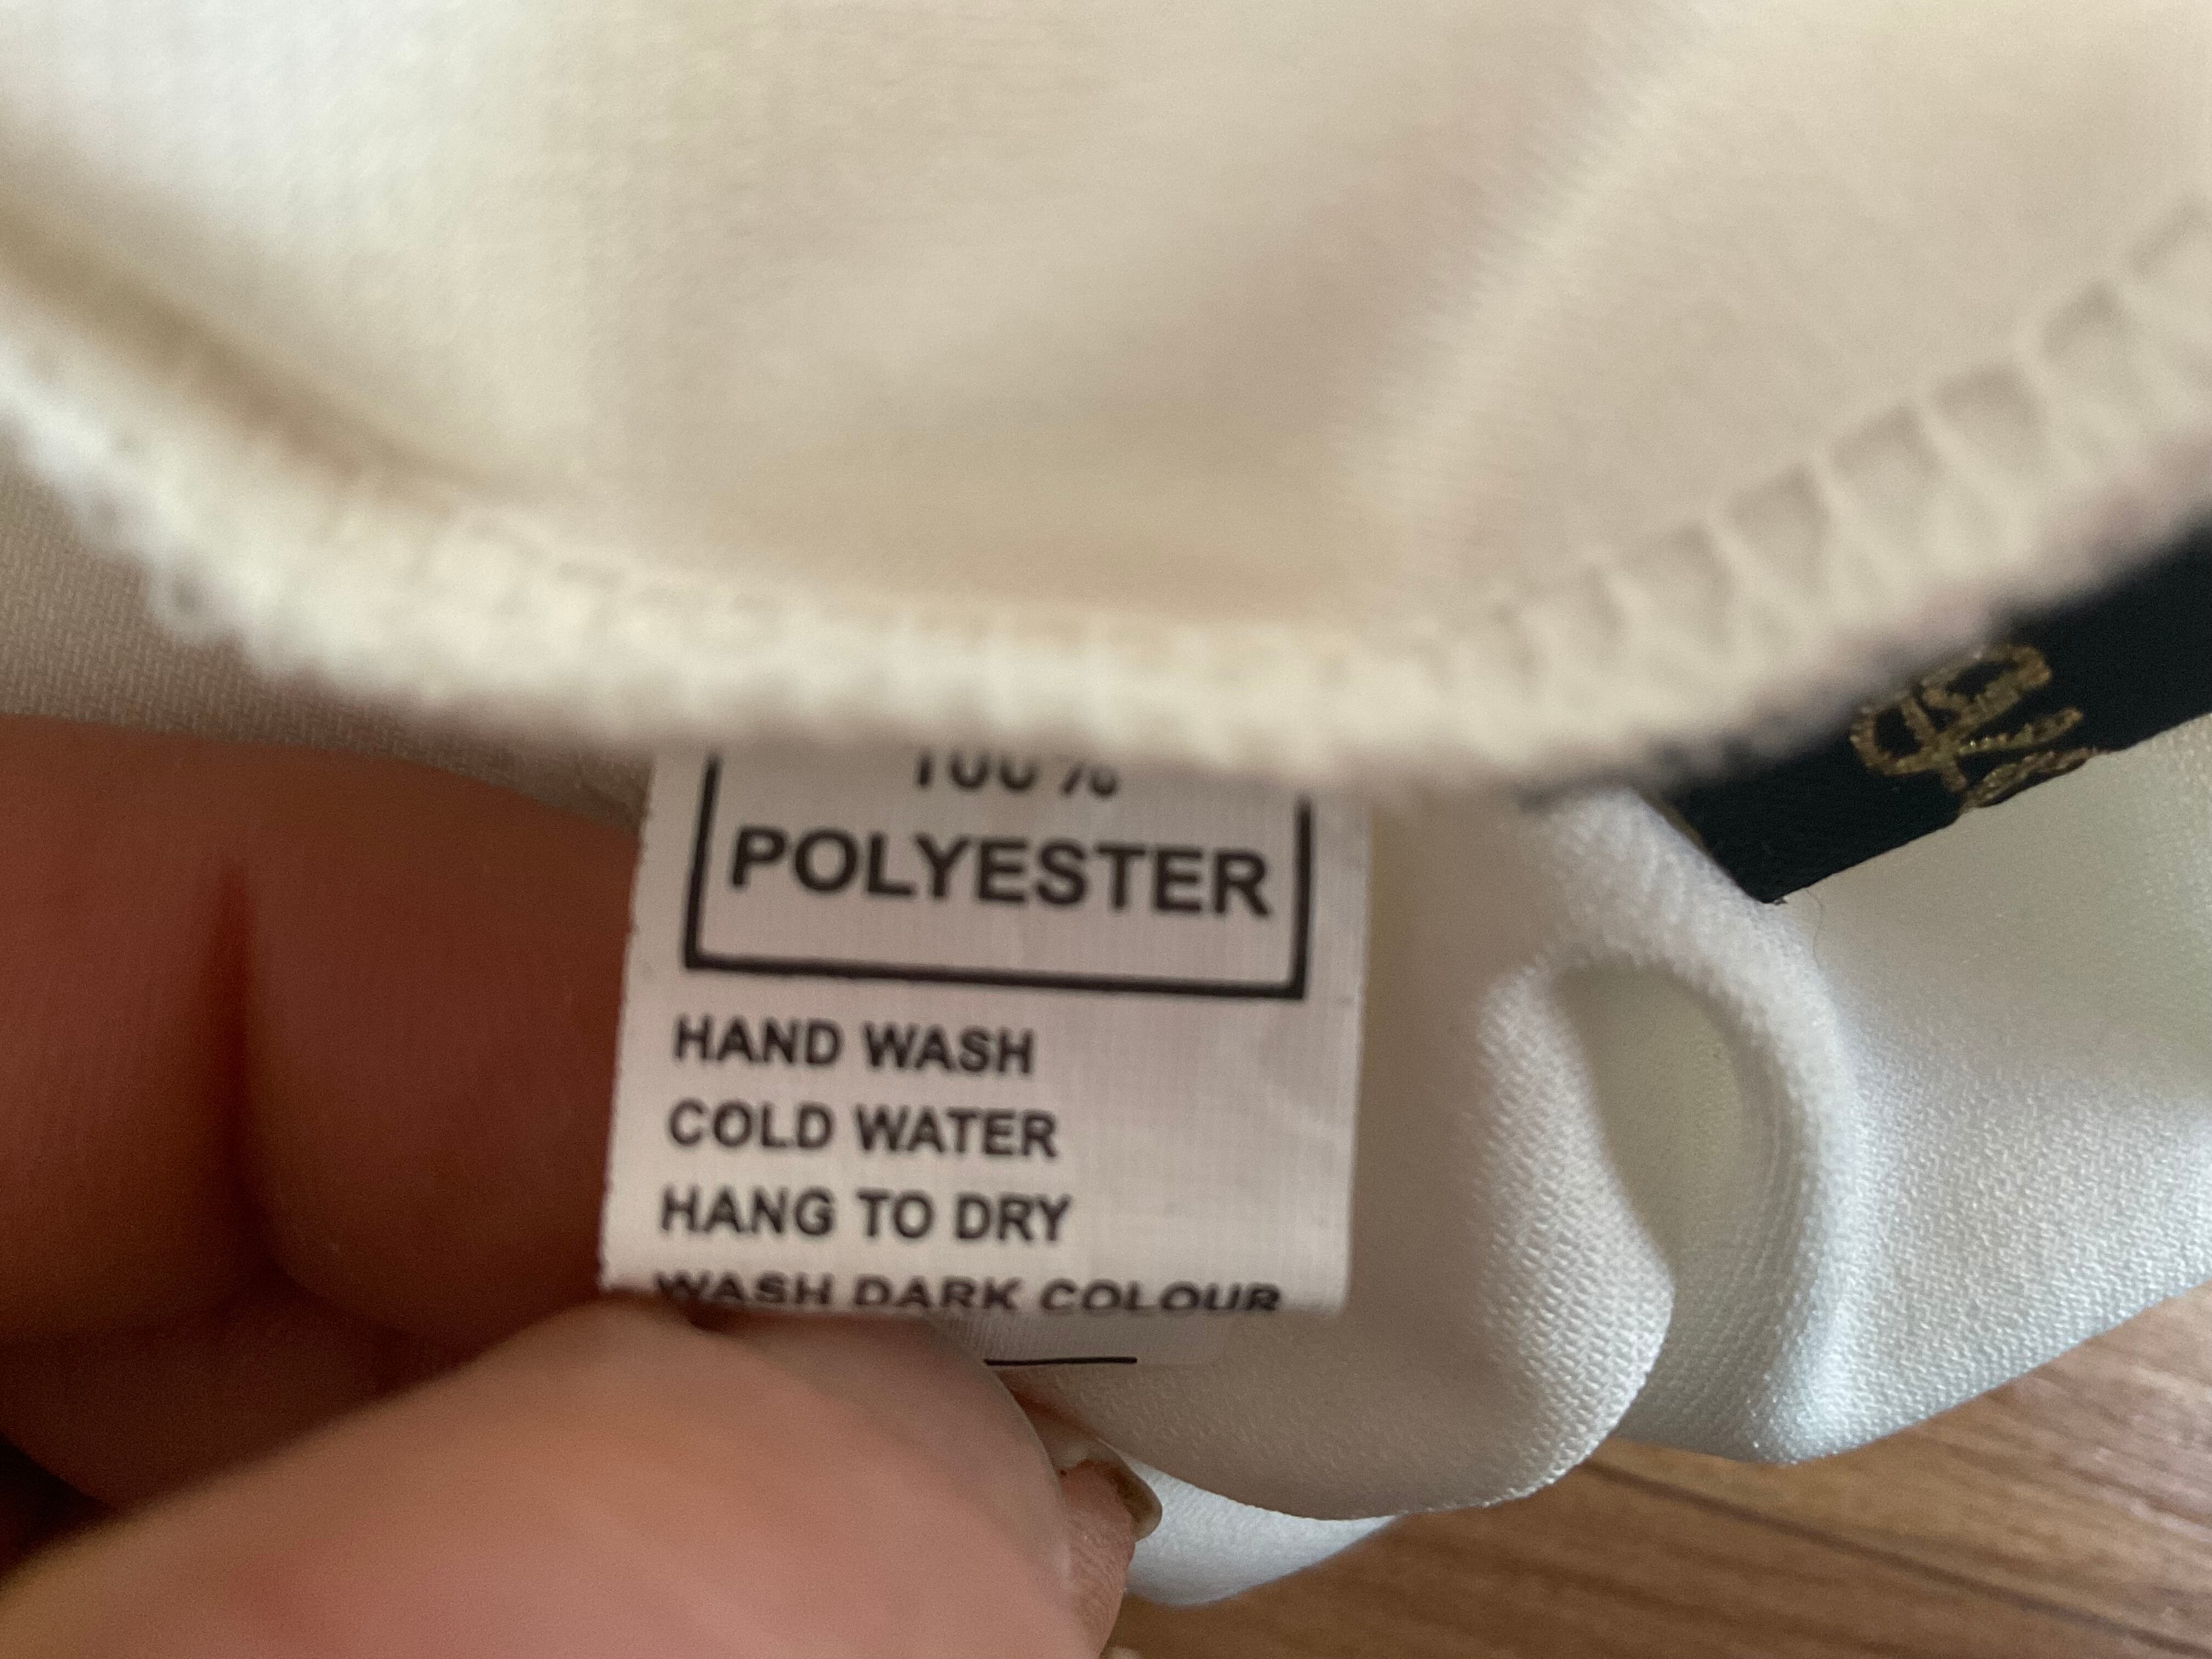 100%
POLYESTER
HAND WASH
COLD WATER
HANG TO DRY
WASH DARK COLOUR